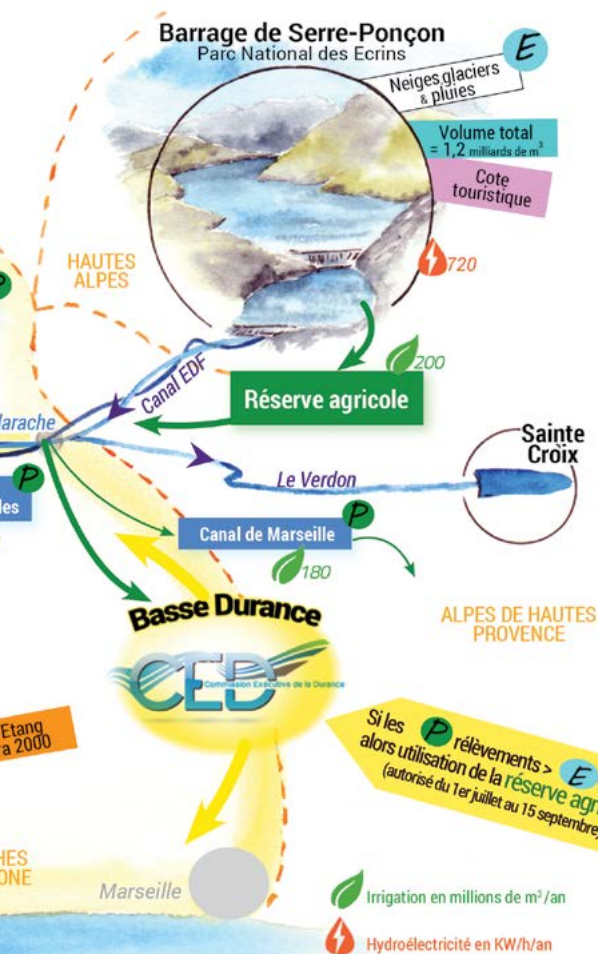 Barrage de Serre-Ponçon
Parc National des Ecrins
E
Neiges, glaciers
& pluies
Volume total
= 1,2 milliards de m³
Cote
touristique
P
HAUTES
ALPES
720
200
Canal EDF
Réserve agricole
P
Sainte
Croix
Le Verdon
P
Canal de Marseille
180
Basse Durance
CED
Commission Exécutive de la Durance
ALPES DE HAUTES
PROVENCE
Etang
2000
Si les P rélèvements > E
alors utilisation de la réserve
(autorisé du 1er juillet au 15 septembre)
Marseille
Irrigation en millions de m³/an
Hydroélectricité en KW/h/an